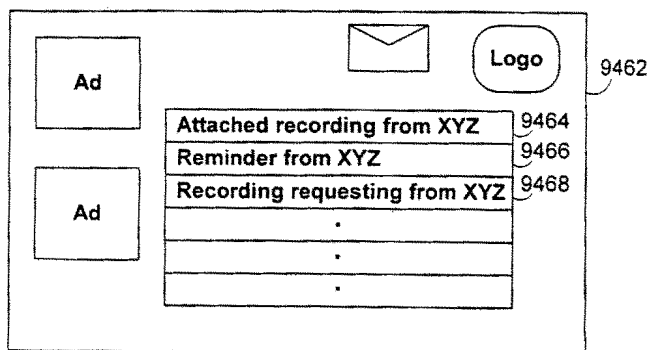 Logo
9462
Ad
Attached recording from XYZ
9464
Reminder from XYZ
9466
Recording requesting from XYZ
9468
Ad